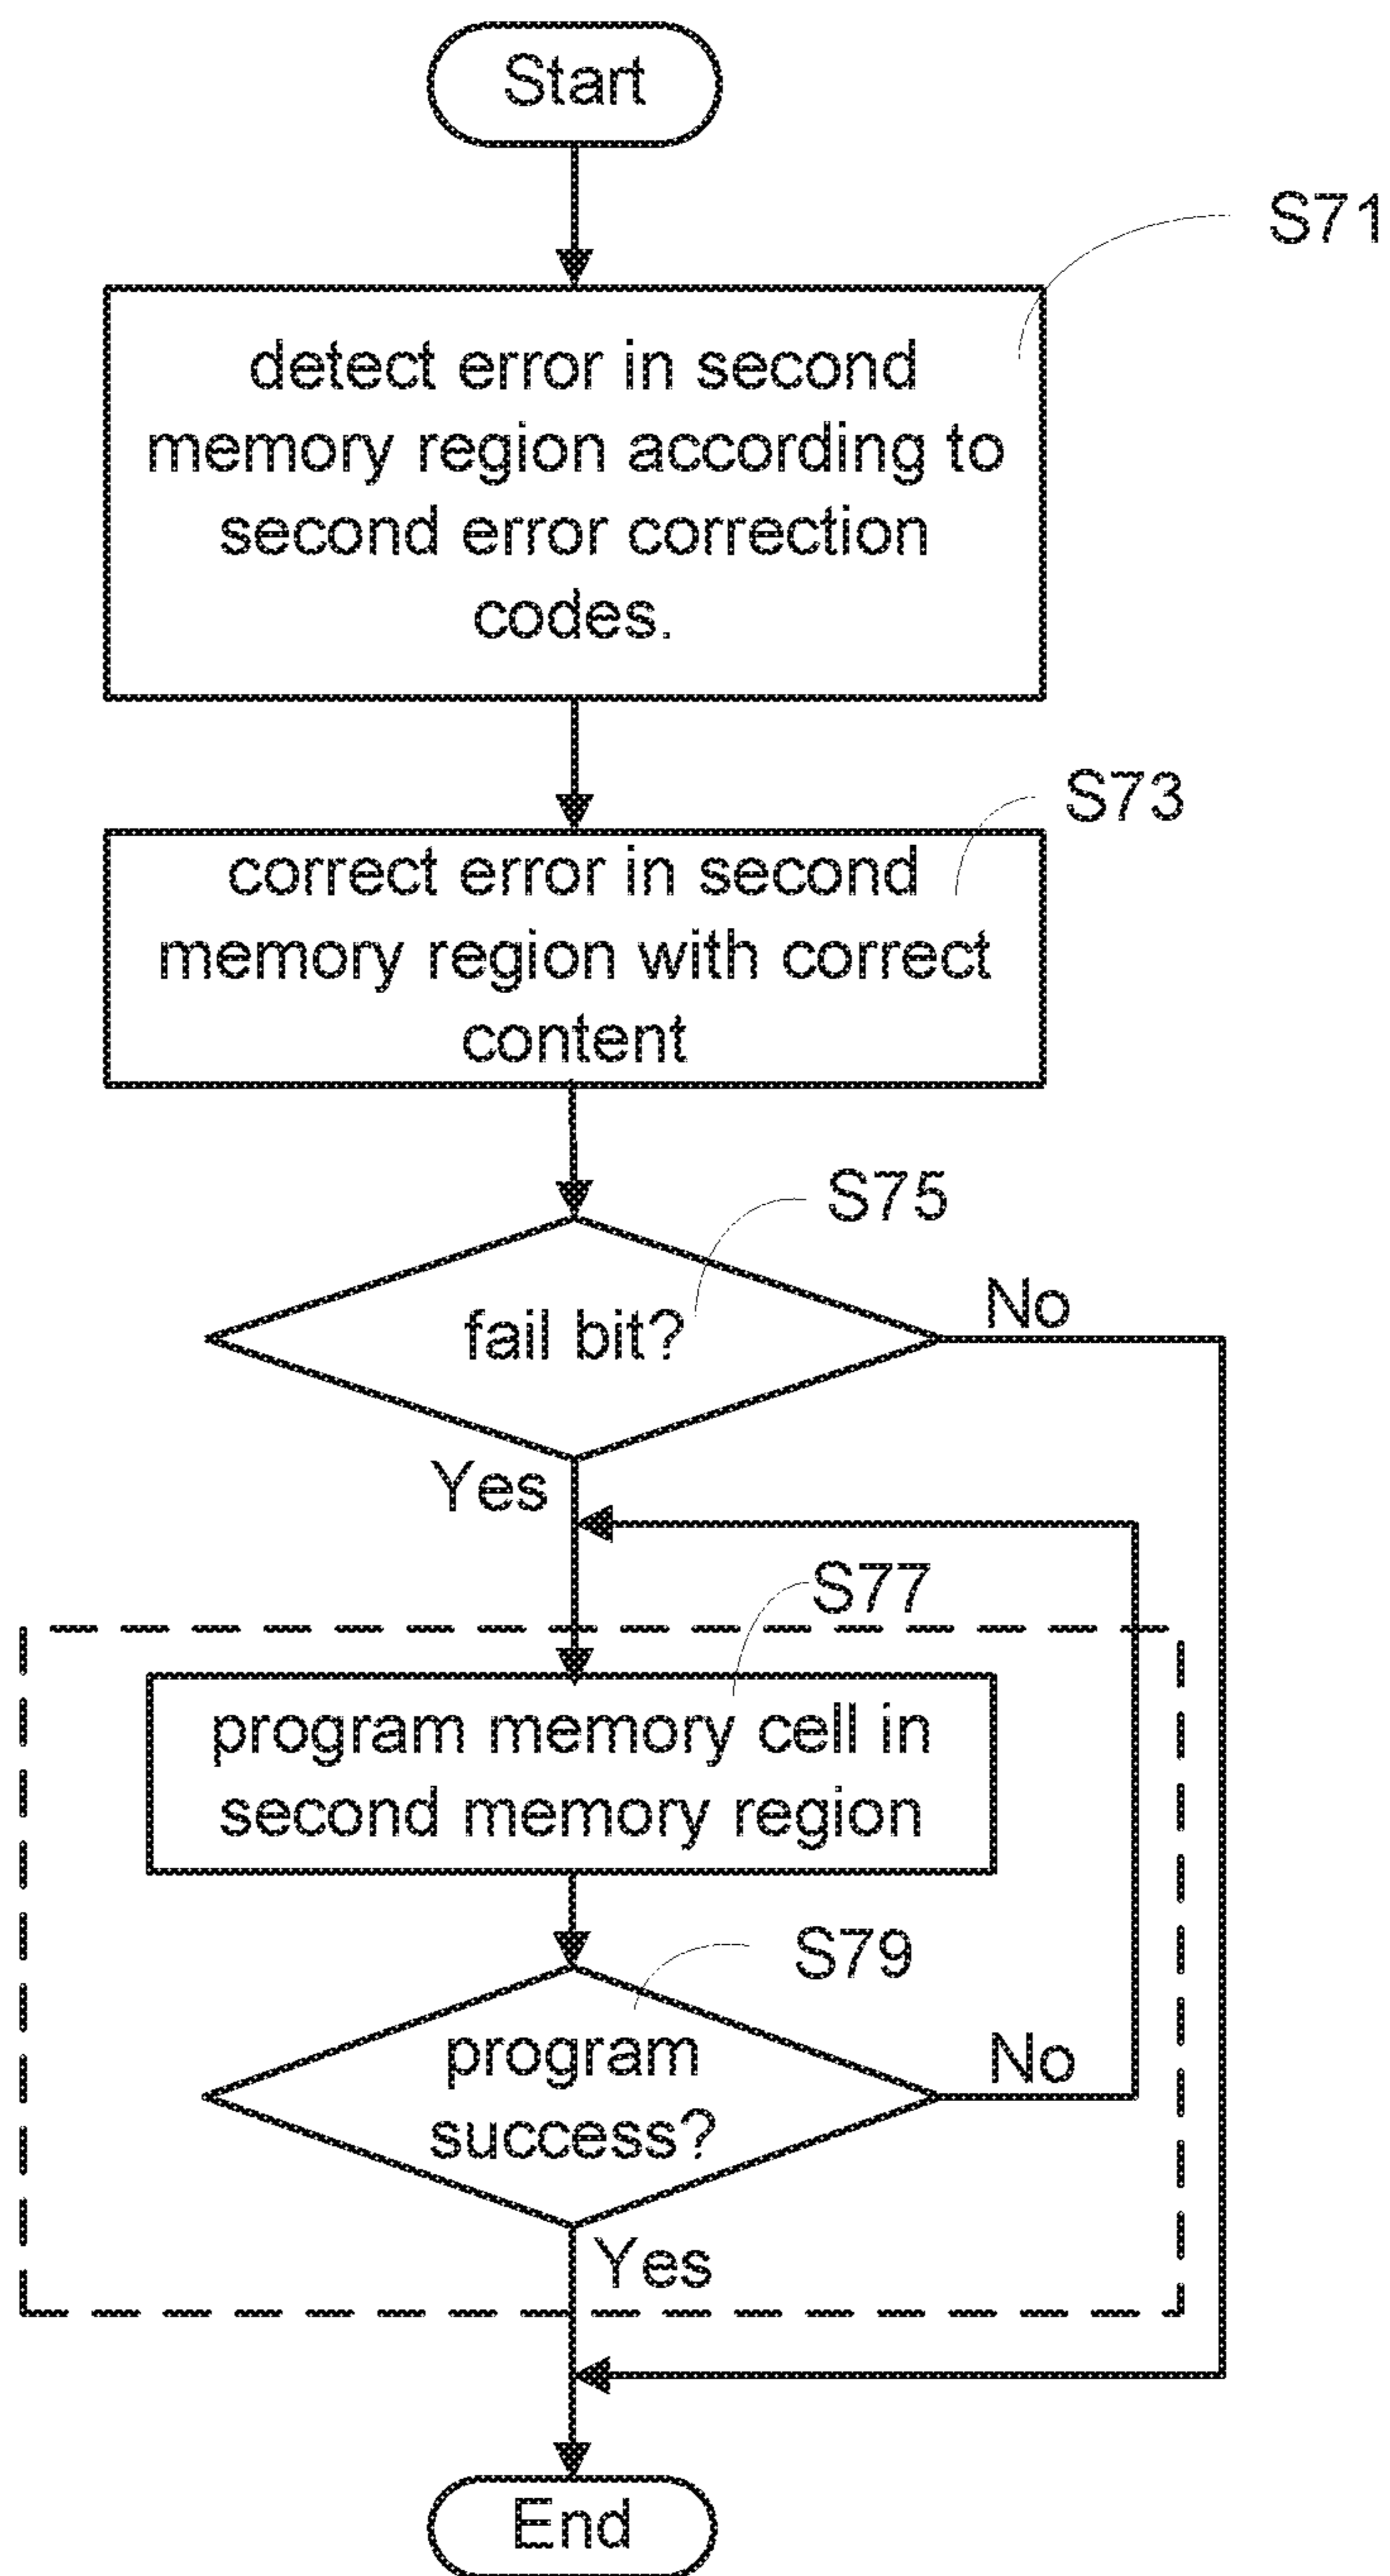 Start
S71
detect error in second
memory region according to
second error correction
codes.
S73
correct error in second
memory region with correct
content
S75
fail bit?
No
Yes
S77
program memory cell in
second memory region
S79
program
success?
No
Yes
End